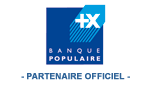 +X
BANQUE
POPULAIRE
- PARTENAIRE OFFICIEL -